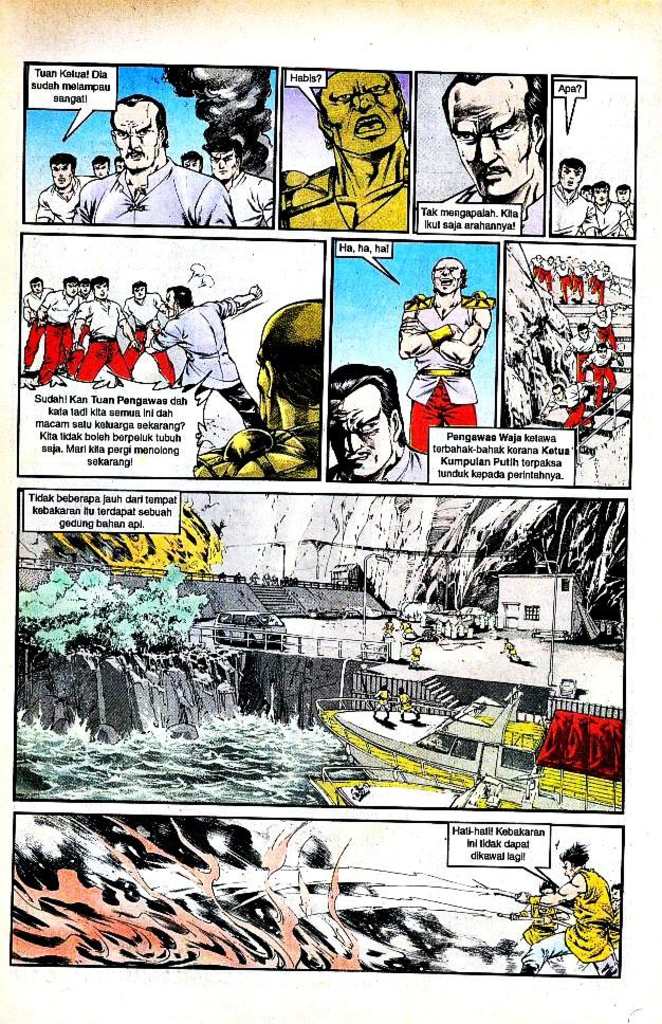 Tuan Ketua! Dia
sudah melampau
sangat!
Habis?
Tak mengapalah. Kita
ikut saja arahannya!
Apa?
Sudah! Kan Tuan Pengawas dah
kata tadi kita semua ini dah
macam satu keluarga besar?
Kita tidak boleh berpeluk tubuh
saja. Mari kita pergi menolong
sekarang!
Ha, ha, ha!
Pengawas Waja ketawa
terbahak-bahak kerana Ketua
Kumpulan Putih terpaksa
tunduk kepada perintahnya.
Tidak beberapa jauh dari tempat
kebakaran itu terdapat sebuah
gedung bahan api.
Hati-hati! Kebakaran
ini tidak dapat
dikawal lagi!